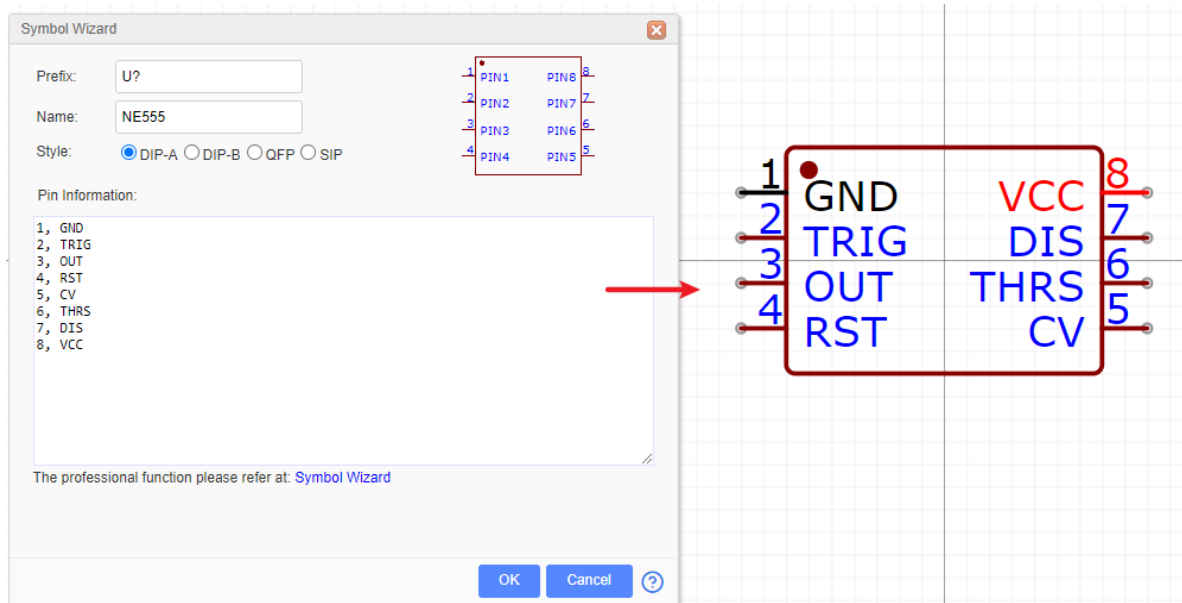 Symbol Wizard
Prefix: U?
Name: NE555
Style: DIP-A DIP-B QFP SIP
1 PIN1 PIN8 8
2 PIN2 PIN7 7
3 PIN3 PIN6 6
4 PIN4 PIN5 5
Pin Information:
1, GND
2, TRIG
3, OUT
4, RST
5, CV
6, THRS
7, DIS
8, VCC
The professional function please refer at: Symbol Wizard
OK Cancel ?
1 GND VCC 8
2 TRIG DIS 7
3 OUT THRS 6
4 RST CV 5